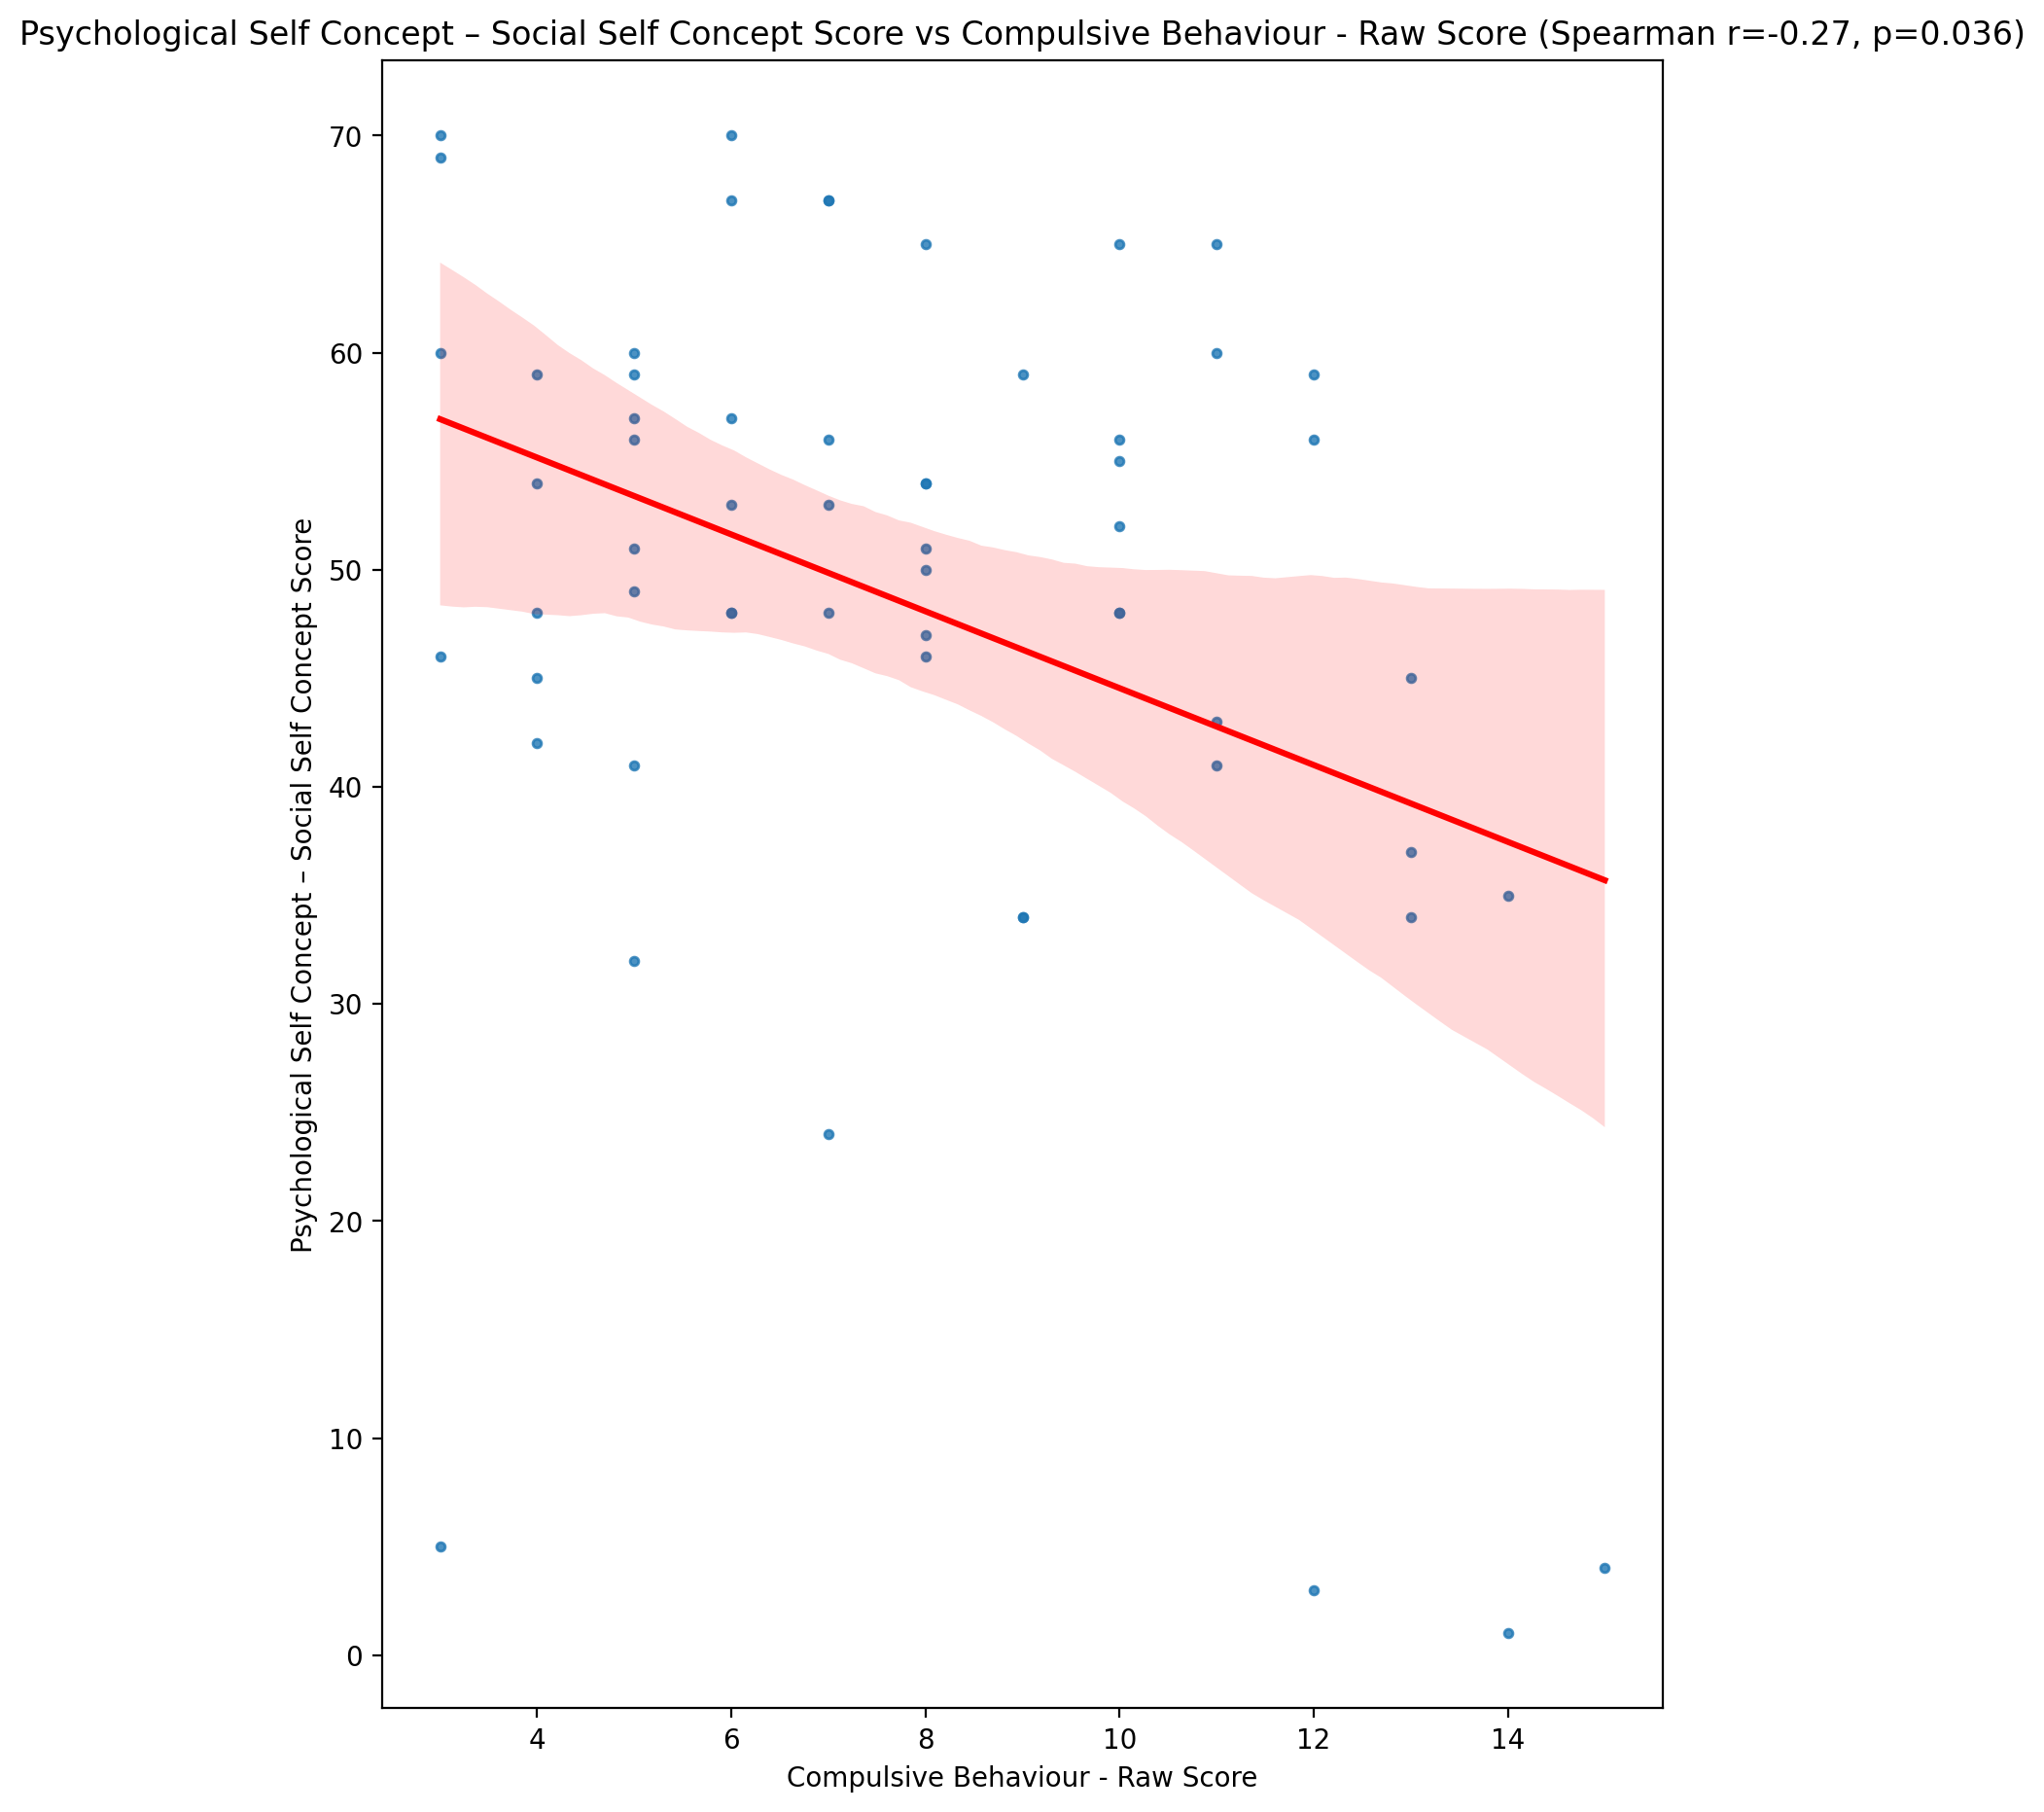 Psychological Self Concept – Social Self Concept Score vs Compulsive Behaviour - Raw Score (Spearman r=-0.27, p=0.036)
Psychological Self Concept – Social Self Concept Score
70
60
50
40
30
20
10
0
4 6 8 10 12 14
Compulsive Behaviour - Raw Score